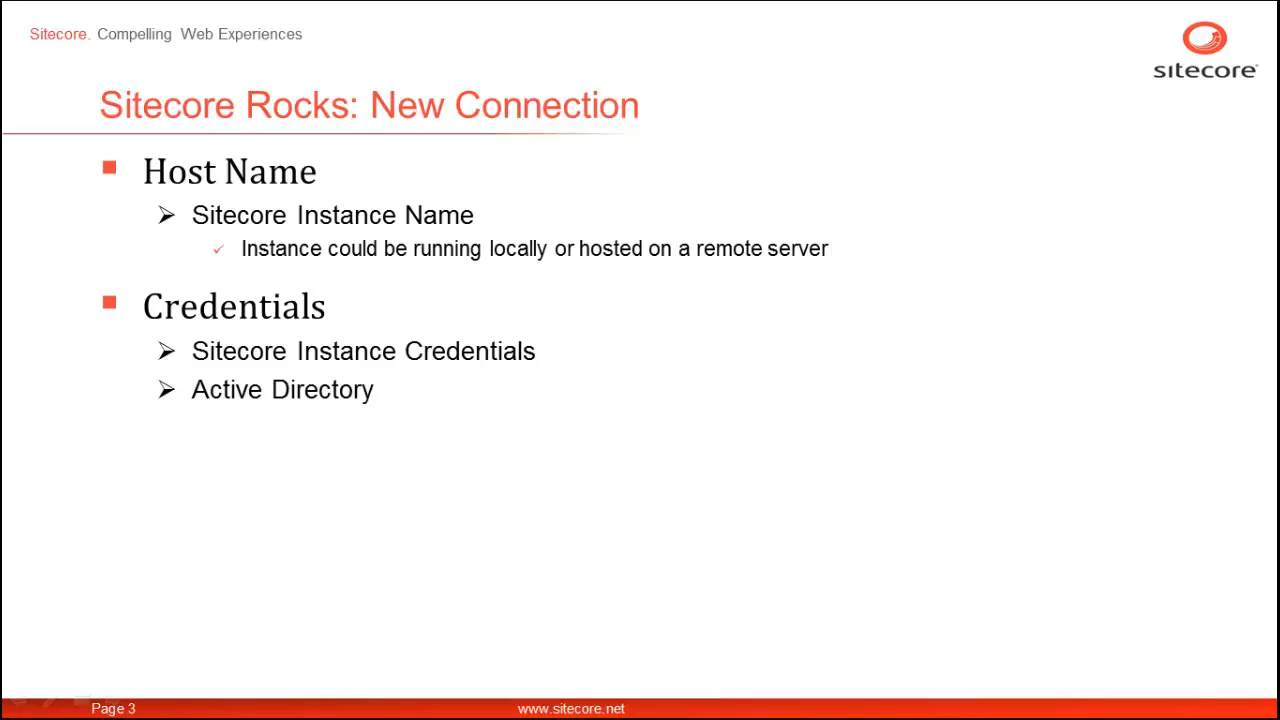 Sitecore. Compelling Web Experiences
sitecore
Sitecore Rocks: New Connection
Host Name
Sitecore Instance Name
Instance could be running locally or hosted on a remote server
Credentials
Sitecore Instance Credentials
Active Directory
Page 3
www.sitecore.net